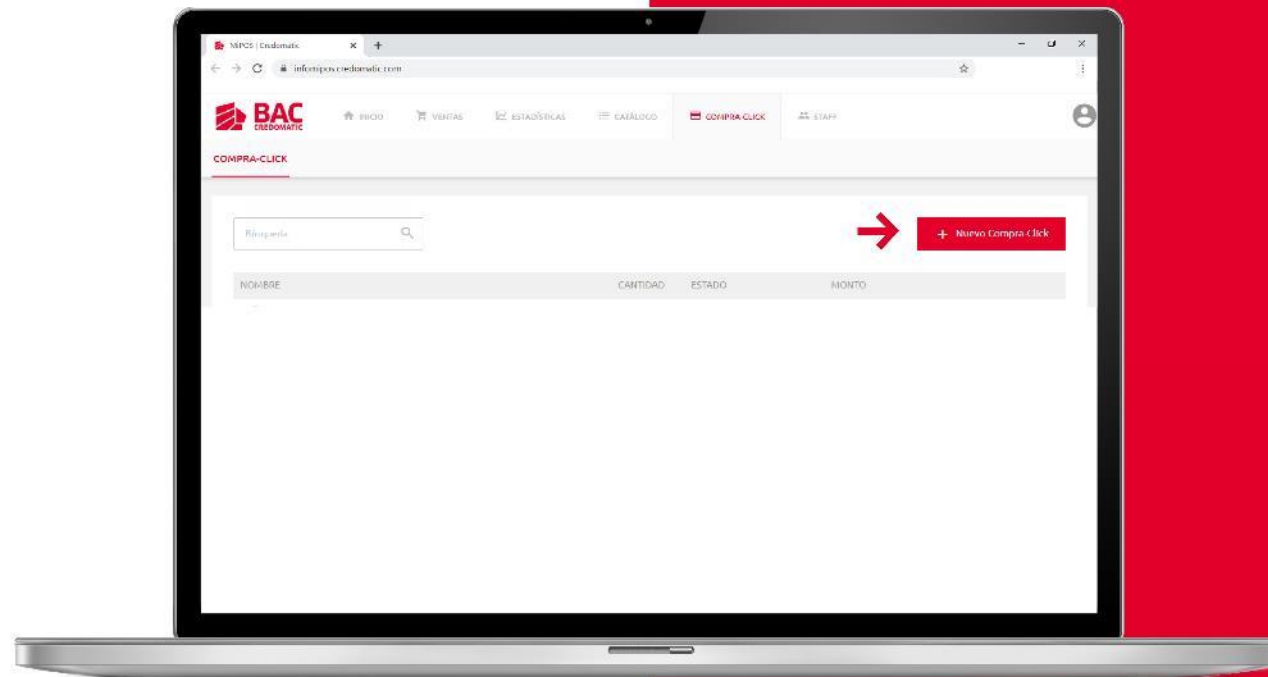 MiPOS | Credomatic
infomipos.credomatic.com
BAC
CREDOMATIC
INICIO
VENTAS
ESTADÍSTICAS
CATÁLOGO
COMPRA-CLICK
STAFF
COMPRA-CLICK
Búsqueda
+ Nuevo Compra-Click
NOMBRE
CANTIDAD
ESTADO
MONTO